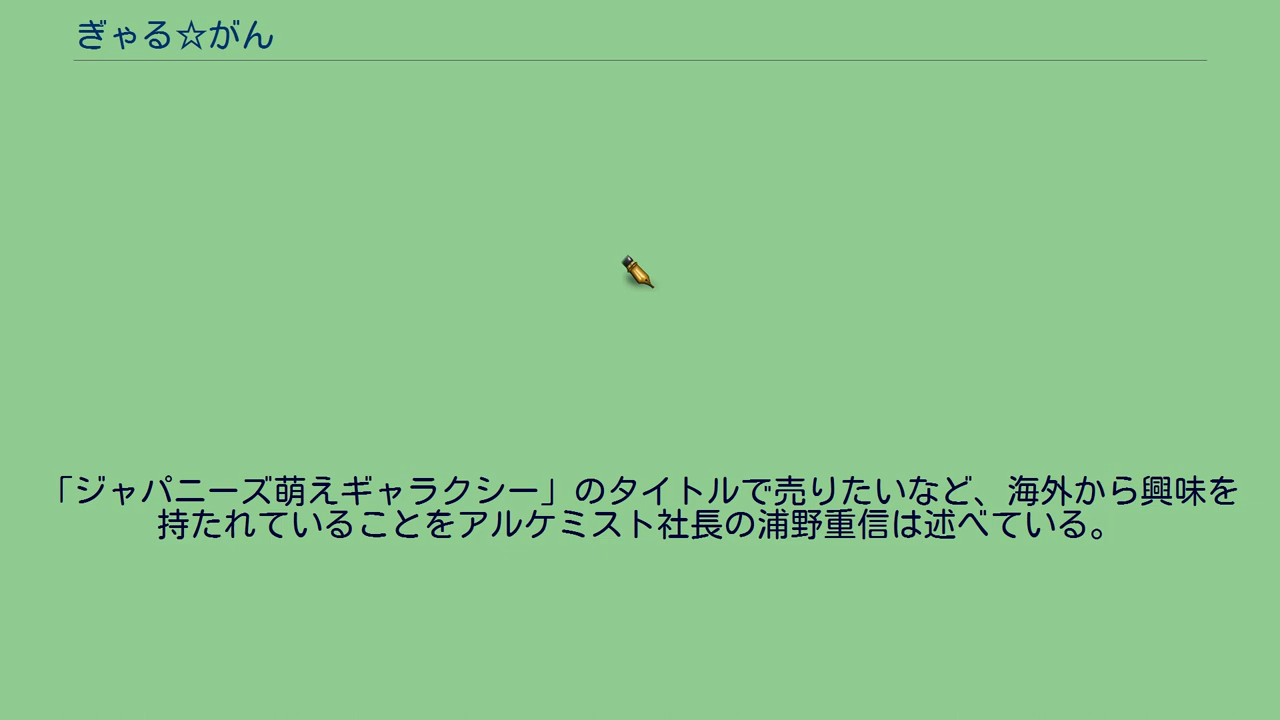 ぎゃる☆がん
「ジャパニーズ萌えギャラクシー」のタイトルで売りたいなど、海外から興味を
持たれていることをアルケミスト社長の浦野重信は述べている。